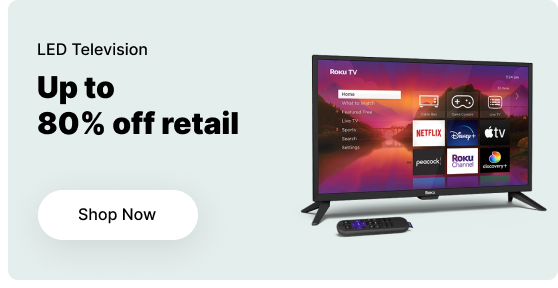 LED Television
Up to
80% off retail
Shop Now
Roku TV
Home
What to Watch
Featured Free
Live TV
Sports
Search
Settings
NETFLIX
Disney+
tv
peacock
Roku
Channel
discovery+
Roku